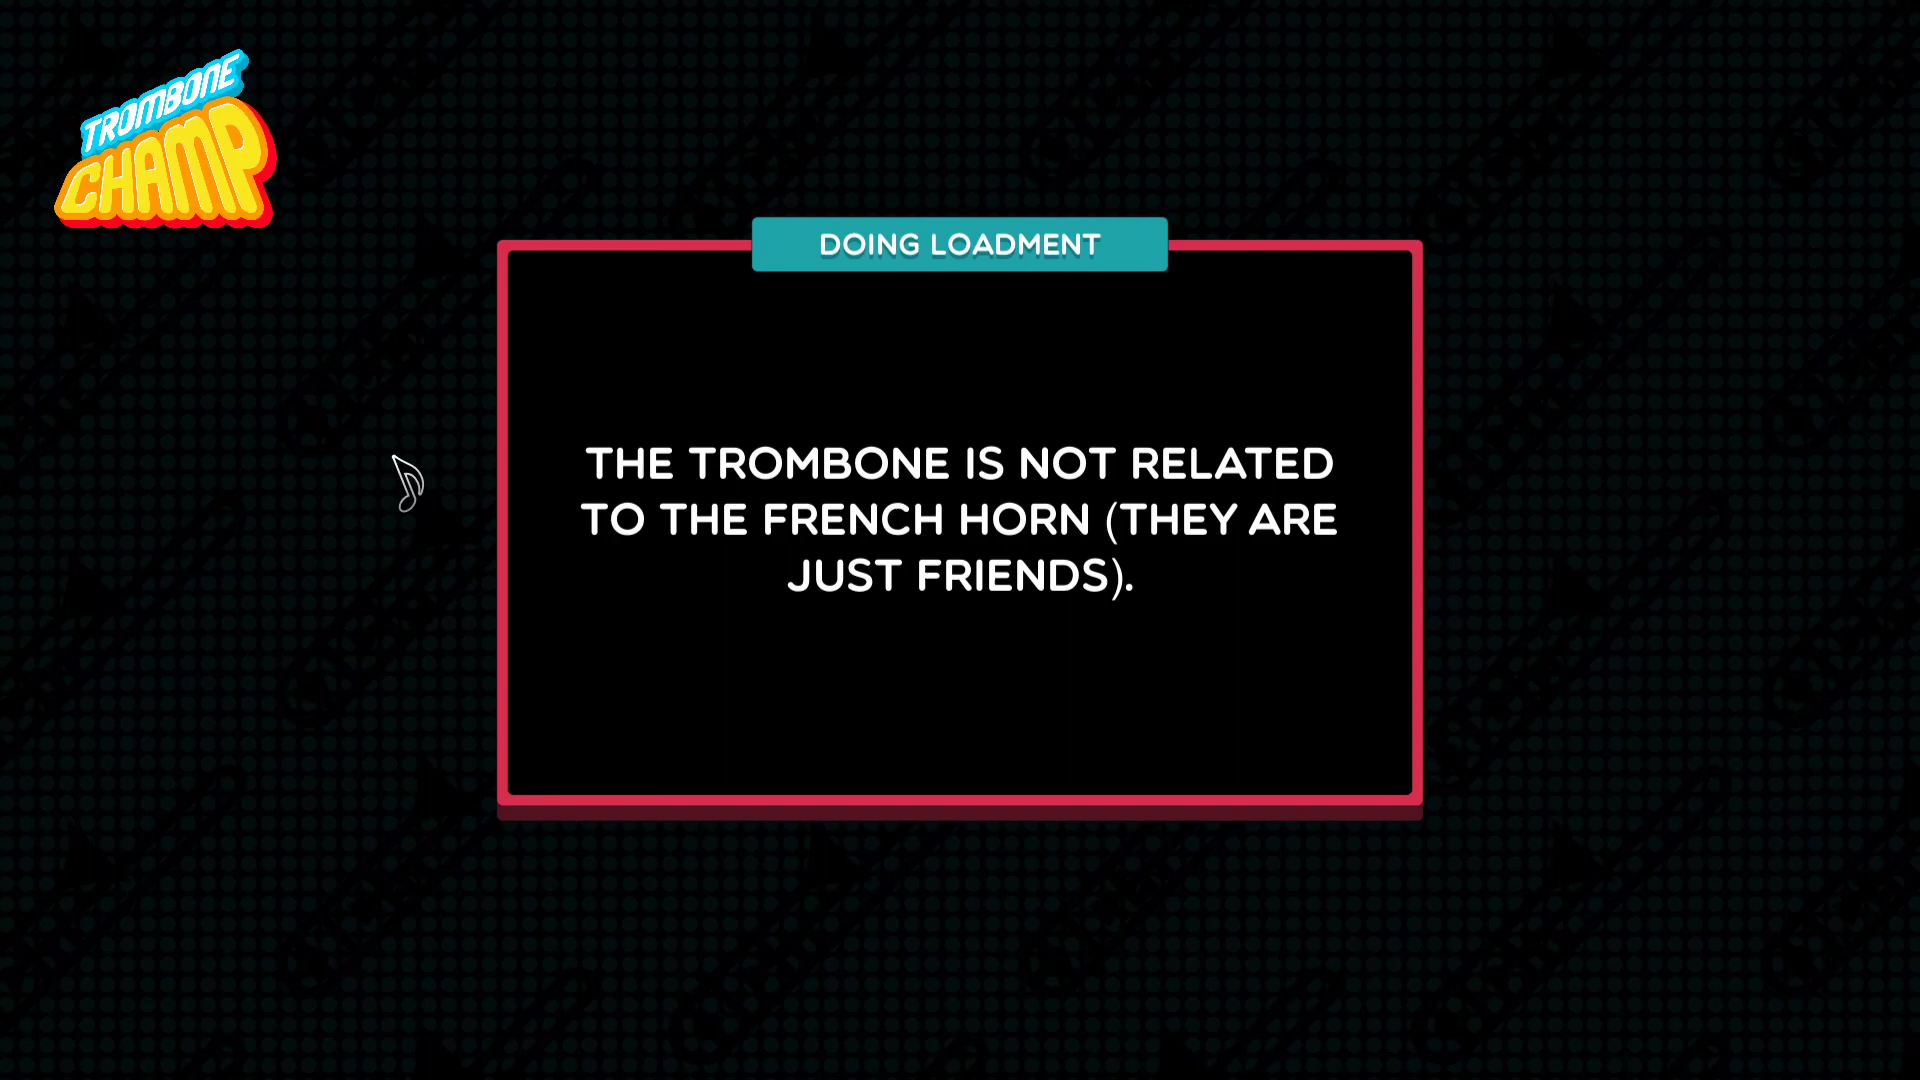 TROMBONE
CHAMP
DOING LOADMENT
THE TROMBONE IS NOT RELATED
TO THE FRENCH HORN (THEY ARE
JUST FRIENDS).